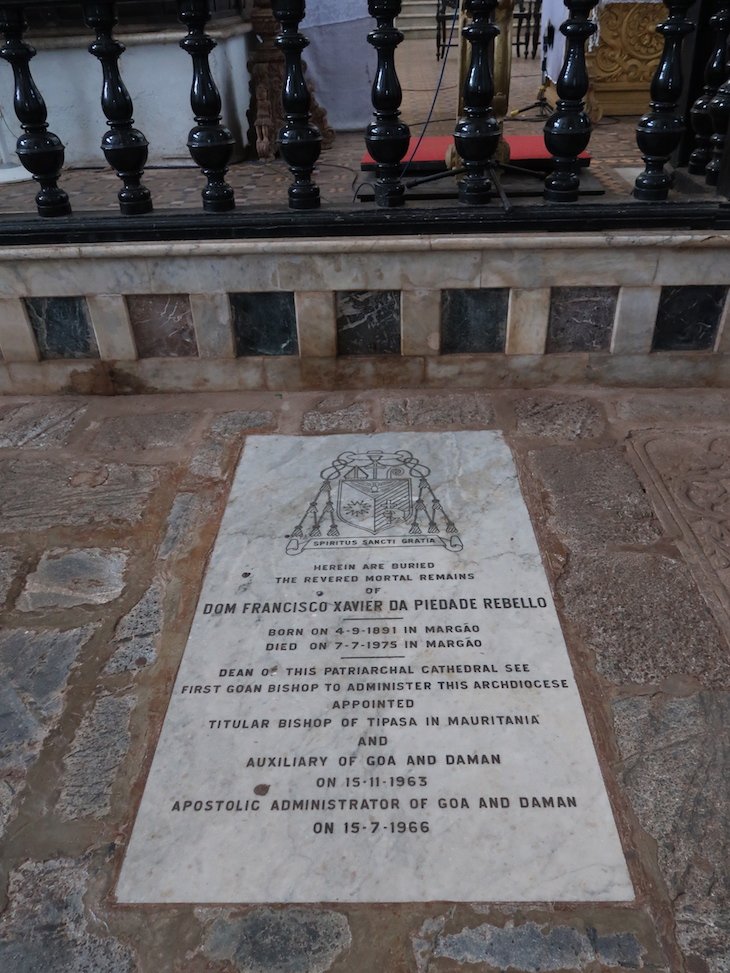 SPIRITUS SANCTI GRATIA
HEREIN ARE BURIED
THE REVERED MORTAL REMAINS
OF
DOM FRANCISCO XAVIER DA PIEDADE REBELLO
BORN ON 4-9-1891 IN MARGÃO
DIED ON 7-7-1975 IN MARGÃO
DEAN OF THIS PATRIARCHAL CATHEDRAL SEE
FIRST GOAN BISHOP TO ADMINISTER THIS ARCHDIOCESE
APPOINTED
TITULAR BISHOP OF TIPASA IN MAURITANIA
AND
AUXILIARY OF GOA AND DAMAN
ON 15-11-1963
APOSTOLIC ADMINISTRATOR OF GOA AND DAMAN
ON 15-7-1966